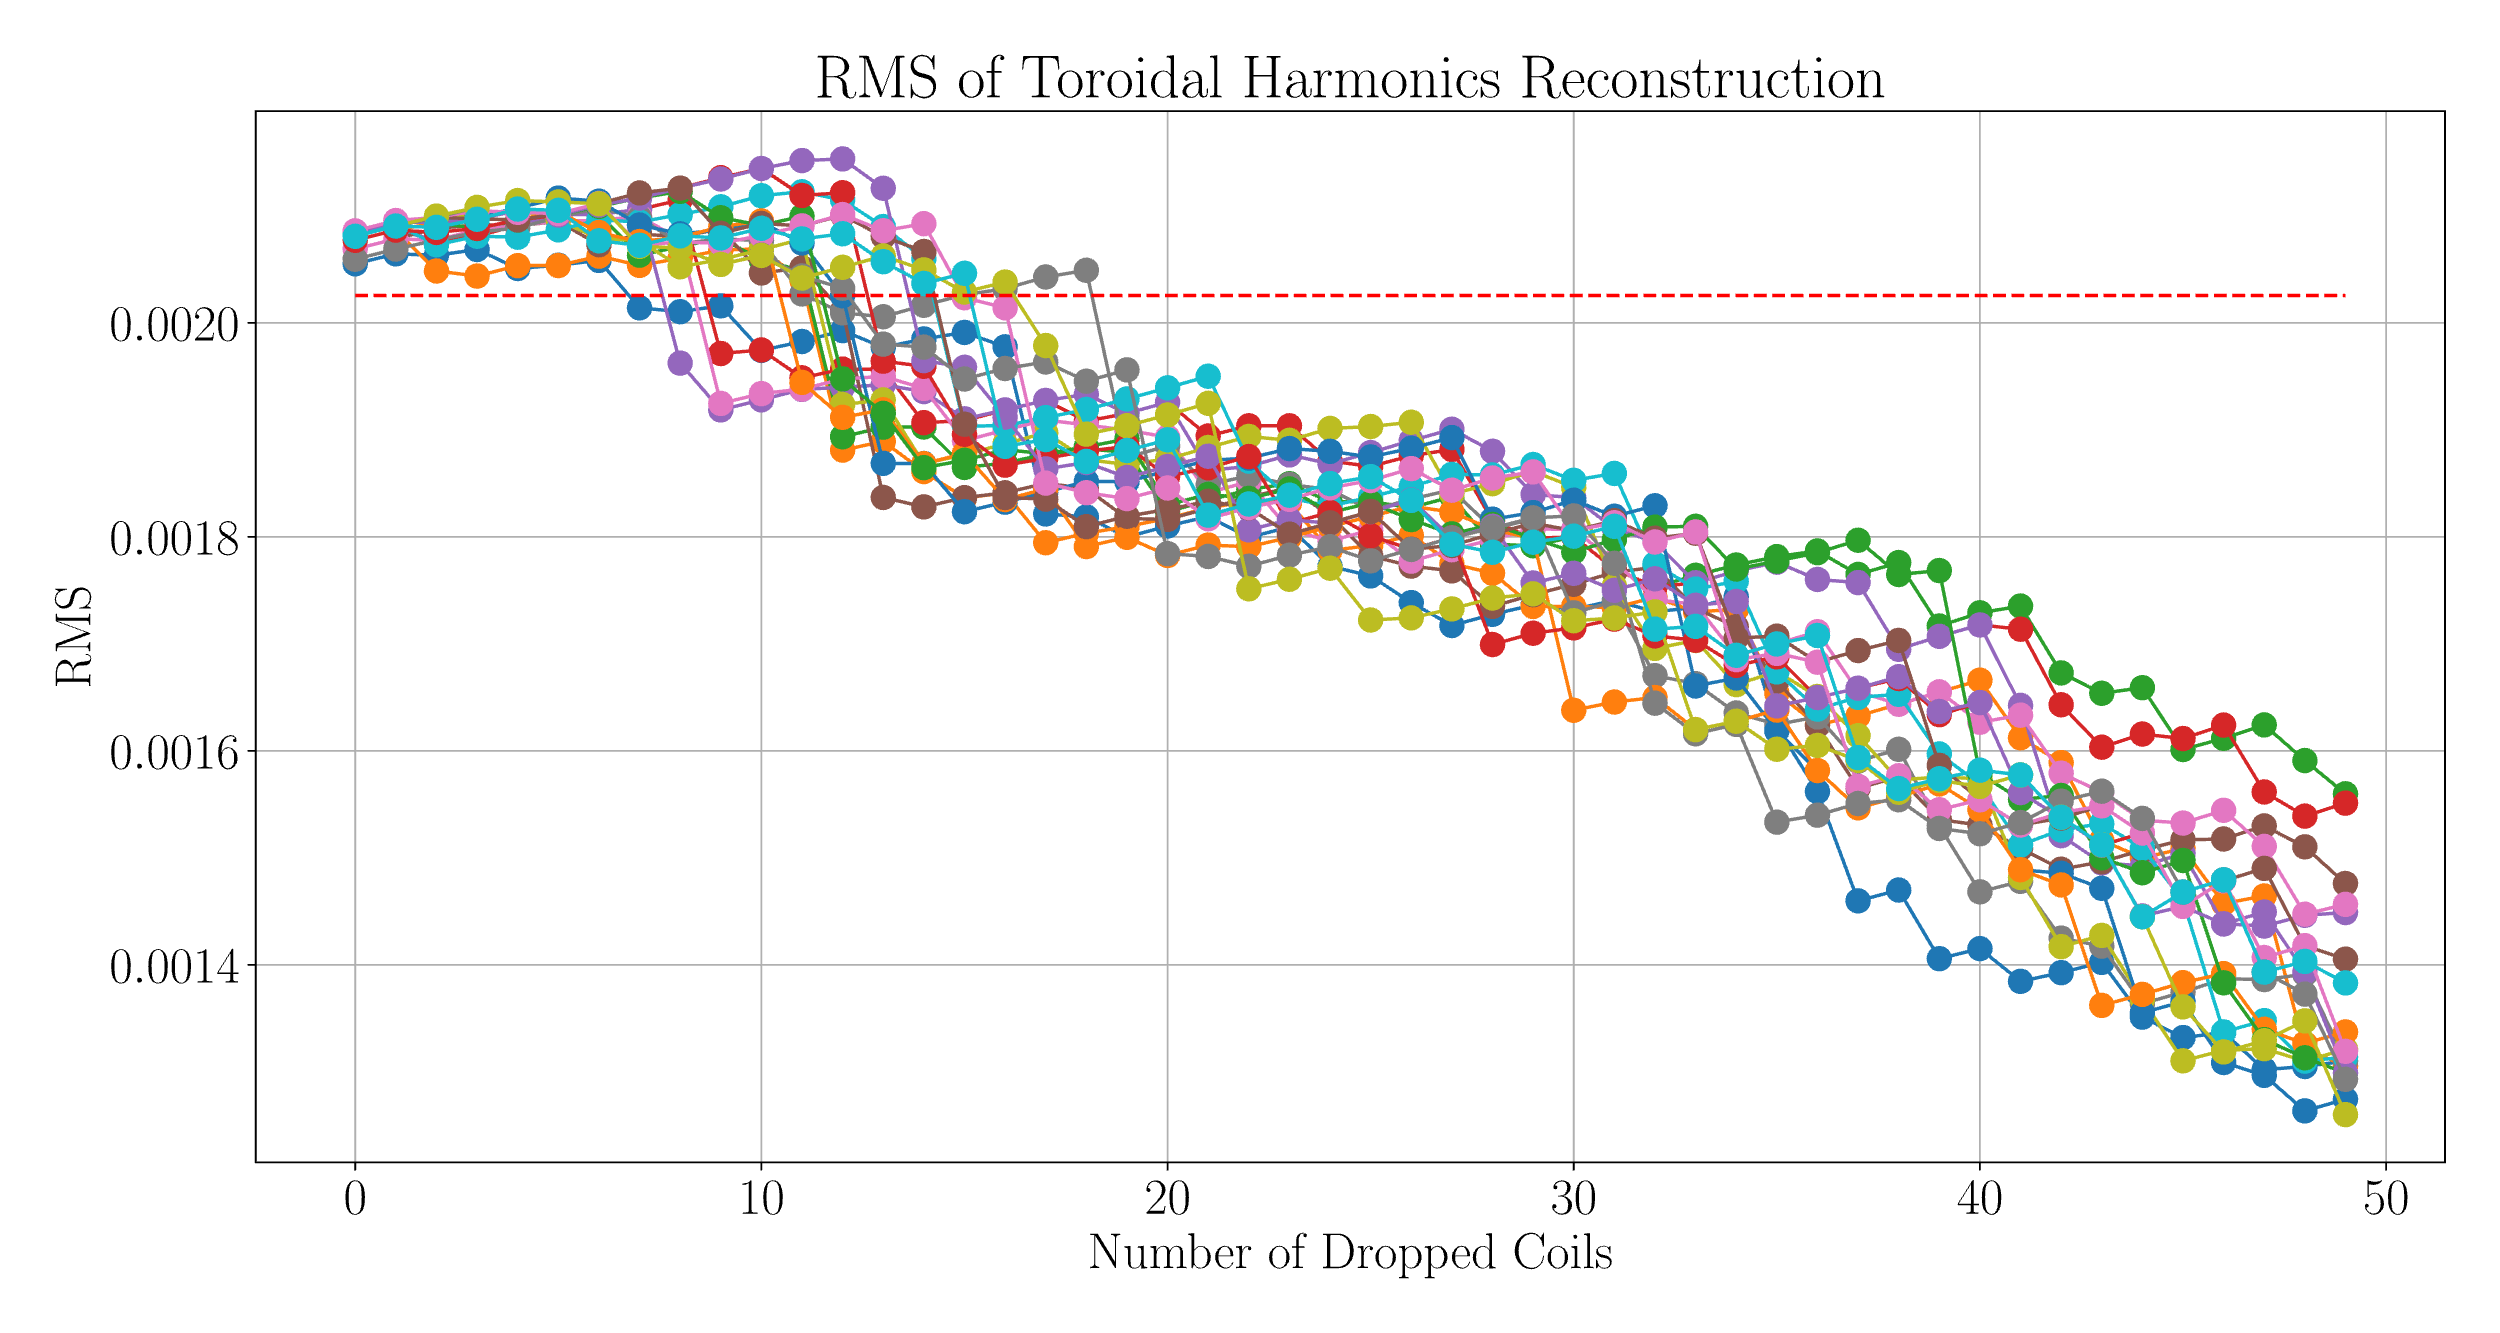 RMS of Toroidal Harmonics Reconstruction
RMS
0.0020
0.0018
0.0016
0.0014
0 10 20 30 40 50
Number of Dropped Coils